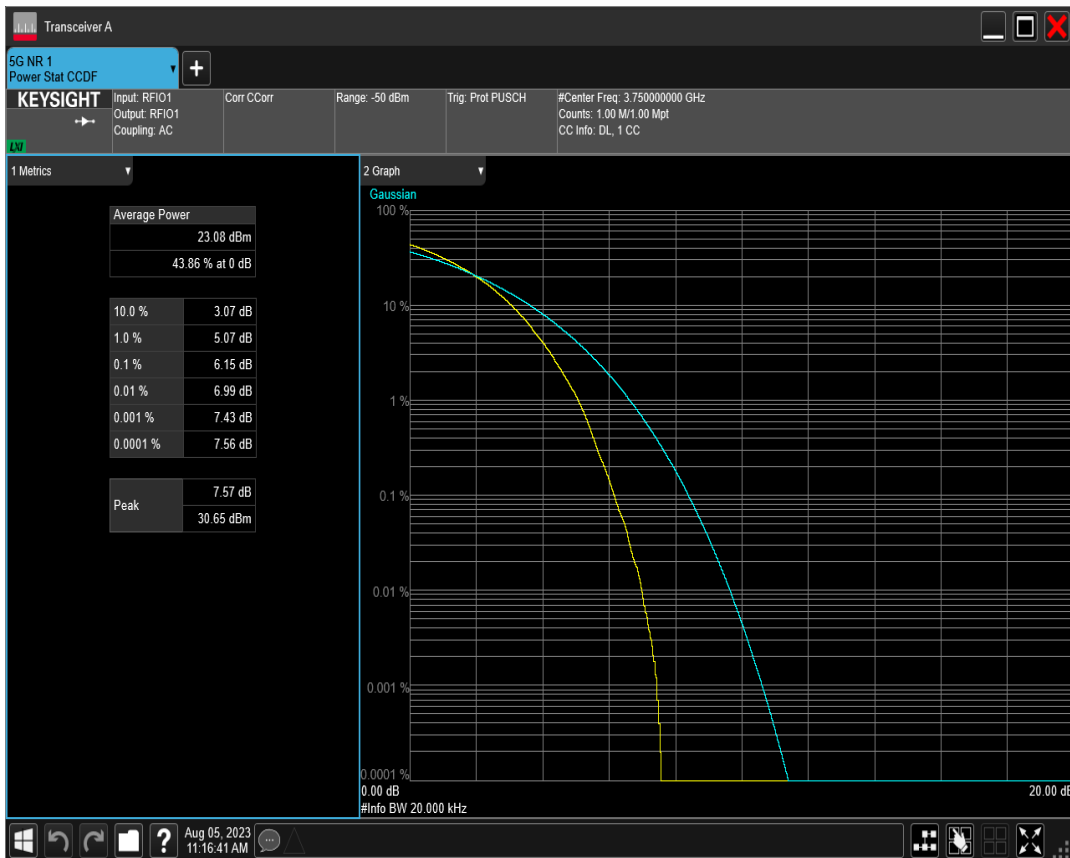 Transceiver A
5G NR 1
Power Stat CCDF
+
KEYSIGHT
LXI
Input: RFIO1
Output: RFIO1
Coupling: AC
Corr CCorr
Range: -50 dBm
Trig: Prot PUSCH
#Center Freq: 3.750000000 GHz
Counts: 1.00 M/1.00 Mpt
CC Info: DL, 1 CC
1 Metrics
Average Power
23.08 dBm
43.86 % at 0 dB
10.0 % 3.07 dB
1.0 % 5.07 dB
0.1 % 6.15 dB
0.01 % 6.99 dB
0.001 % 7.43 dB
0.0001 % 7.56 dB
Peak
7.57 dB
30.65 dBm
2 Graph
Gaussian
100 %
10 %
1 %
0.1 %
0.01 %
0.001 %
0.0001 %
0.00 dB 20.00 dB
#Info BW 20.000 kHz
?
Aug 05, 2023
11:16:41 AM